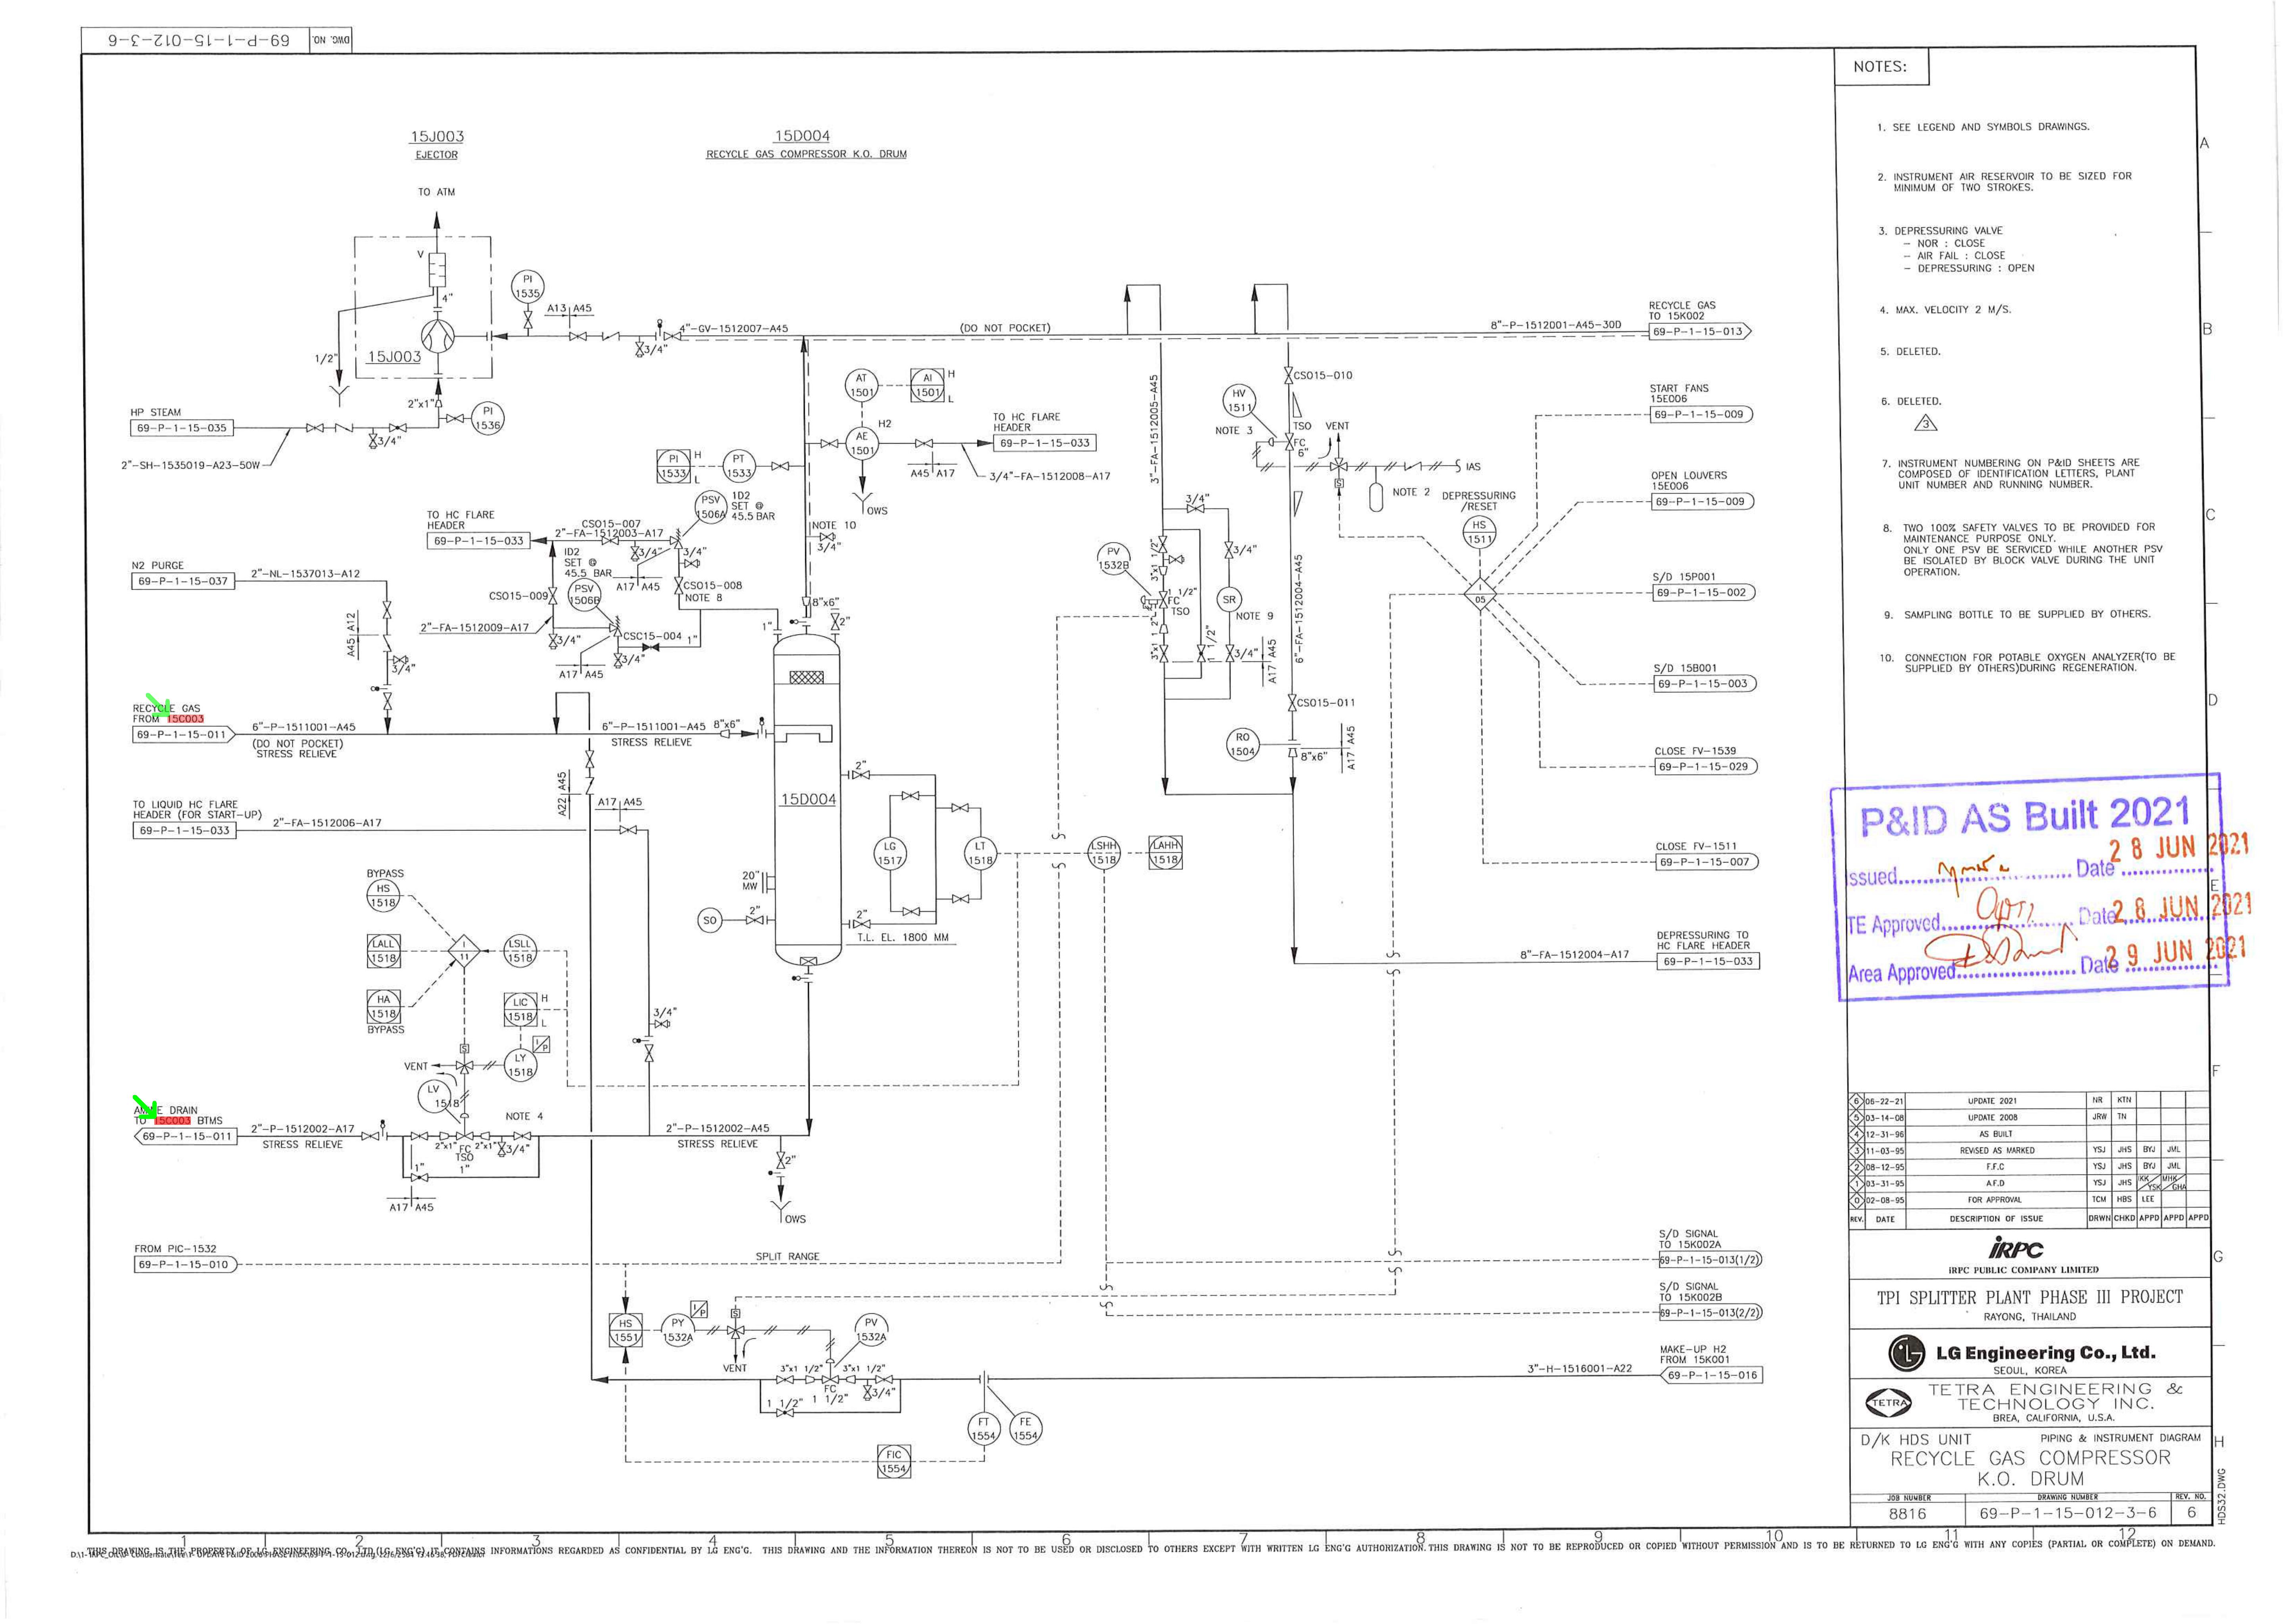 DWG. NO. 69-P-1-15-012-3-6
NOTES:
1. SEE LEGEND AND SYMBOLS DRAWINGS.
2. INSTRUMENT AIR RESERVOIR TO BE SIZED FOR
MINIMUM OF TWO STROKES.
3. DEPRESSURING VALVE
- NOR : CLOSE
- AIR FAIL : CLOSE
- DEPRESSURING : OPEN
4. MAX. VELOCITY 2 M/S.
5. DELETED.
6. DELETED.
3
7. INSTRUMENT NUMBERING ON P&ID SHEETS ARE
COMPOSED OF IDENTIFICATION LETTERS, PLANT
UNIT NUMBER AND RUNNING NUMBER.
8. TWO 100% SAFETY VALVES TO BE PROVIDED FOR
MAINTENANCE PURPOSE ONLY.
ONLY ONE PSV BE SERVICED WHILE ANOTHER PSV
BE ISOLATED BY BLOCK VALVE DURING THE UNIT
OPERATION.
9. SAMPLING BOTTLE TO BE SUPPLIED BY OTHERS.
10. CONNECTION FOR POTABLE OXYGEN ANALYZER(TO BE
SUPPLIED BY OTHERS)DURING REGENERATION.
15J003
EJECTOR
15D004
RECYCLE GAS COMPRESSOR K.O. DRUM
TO ATM
V
4"
15J003
1/2"
PI
1535
A13 A45
3/4"
4"-GV-1512007-A45
(DO NOT POCKET)
8"-P-1512001-A45-30D
RECYCLE GAS
TO 15K002
69-P-1-15-013
HP STEAM
69-P-1-15-035
2"x1"
PI
1536
3/4"
2"-SH-1535019-A23-50W
AT
1501
AI
1501
H
L
AE
1501
H2
TO HC FLARE
HEADER
69-P-1-15-033
A45 A17
3/4"-FA-1512008-A17
OWS
PI
1533
H
L
PT
1533
PSV
1506A
1D2
SET @
45.5 BAR
TO HC FLARE
HEADER
69-P-1-15-033
CSO15-007
2"-FA-1512003-A17
3/4"
3/4"
A17 A45
CSO15-008
NOTE 8
1D2
SET @
45.5 BAR
PSV
1506B
CSO15-009
2"-FA-1512009-A17
3/4"
CSC15-004
1"
3/4"
A17 A45
NOTE 10
3/4"
8"x6"
2"
1"
N2 PURGE
69-P-1-15-037
2"-NL-1537013-A12
A45 A12
3/4"
RECYCLE GAS
FROM 15C003
69-P-1-15-011
6"-P-1511001-A45
(DO NOT POCKET)
STRESS RELIEVE
6"-P-1511001-A45
STRESS RELIEVE
8"x6"
TO LIQUID HC FLARE
HEADER (FOR START-UP)
69-P-1-15-033
2"-FA-1512006-A17
A22 A45
A17 A45
15D004
20"
MW
SO
2"
2"
2"
T.L. EL. 1800 MM
LG
1517
LT
1518
LSHH
1518
LAHH
1518
BYPASS
HS
1518
LALL
1518
HA
1518
BYPASS
I
11
LSLL
1518
LIC
1518
H
L
I/P
LY
1518
S
VENT
LV
1518
NOTE 4
3/4"
AMINE DRAIN
TO 15C003 BTMS
69-P-1-15-011
2"-P-1512002-A17
STRESS RELIEVE
2"x1"
FC
TSO
2"x1"
3/4"
1"
1"
A17 A45
2"-P-1512002-A45
STRESS RELIEVE
2"
OWS
FROM PIC-1532
69-P-1-15-010
SPLIT RANGE
HS
1551
PY
1532A
I/P
S
VENT
PV
1532A
3"x1 1/2"
3"x1 1/2"
FC
1 1/2"
3/4"
1 1/2"
FT
1554
FE
1554
FIC
1554
3"-H-1516001-A22
MAKE-UP H2
FROM 15K001
69-P-1-15-016
S/D SIGNAL
TO 15K002A
69-P-1-15-013(1/2)
S/D SIGNAL
TO 15K002B
69-P-1-15-013(2/2)
3"-FA-1512005-A45
CSO15-010
HV
1511
NOTE 3
TSO
FC
6"
VENT
IAS
S
NOTE 2
DEPRESSURING
/RESET
HS
1511
I
05
3/4"
3/4"
PV
1532B
3"x1 1/2"
1 1/2"
FC
TSO
SR
NOTE 9
3"x1 1/2"
1 1/2"
3/4"
A17 A45
6"-FA-1512004-A45
CSO15-011
RO
1504
8"x6"
A17 A45
START FANS
15E006
69-P-1-15-009
OPEN LOUVERS
15E006
69-P-1-15-009
S/D 15P001
69-P-1-15-002
S/D 15B001
69-P-1-15-003
CLOSE FV-1539
69-P-1-15-029
CLOSE FV-1511
69-P-1-15-007
8"-FA-1512004-A17
DEPRESSURING TO
HC FLARE HEADER
69-P-1-15-033
P&ID AS Built 2021
Issued Date 28 JUN 2021
TE Approved Date 28 JUN 2021
Area Approved Date 29 JUN 2021
6 06-22-21 UPDATE 2021 NR KTN
5 03-14-08 UPDATE 2008 JRW TN
4 12-31-96 AS BUILT
3 11-03-95 REVISED AS MARKED YSJ JHS BYJ JML
2 08-12-95 F.F.C YSJ JHS BYJ JML
1 03-31-95 A.F.D YSJ JHS KK/YSK MHK/GHA
0 02-08-95 FOR APPROVAL TCM HBS LEE
REV. DATE DESCRIPTION OF ISSUE DRWN CHKD APPD APPD APPD
iRPC
IRPC PUBLIC COMPANY LIMITED
TPI SPLITTER PLANT PHASE III PROJECT
RAYONG, THAILAND
LG Engineering Co., Ltd.
SEOUL, KOREA
TETRA
TETRA ENGINEERING &
TECHNOLOGY INC.
BREA, CALIFORNIA, U.S.A.
D/K HDS UNIT PIPING & INSTRUMENT DIAGRAM
RECYCLE GAS COMPRESSOR
K.O. DRUM
JOB NUMBER DRAWING NUMBER REV. NO.
8816 69-P-1-15-012-3-6 6
HDS32.DWG
A
B
C
D
E
F
G
H
1 2 3 4 5 6 7 8 9 10 11 12
THIS DRAWING IS THE PROPERTY OF LG ENGINEERING CO., LTD.(LG ENG'G).IT CONTAINS INFORMATIONS REGARDED AS CONFIDENTIAL BY LG ENG'G. THIS DRAWING AND THE INFORMATION THEREON IS NOT TO BE USED OR DISCLOSED TO OTHERS EXCEPT WITH WRITTEN LG ENG'G AUTHORIZATION. THIS DRAWING IS NOT TO BE REPRODUCED OR COPIED WITHOUT PERMISSION AND IS TO BE RETURNED TO LG ENG'G WITH ANY COPIES (PARTIAL OR COMPLETE) ON DEMAND.